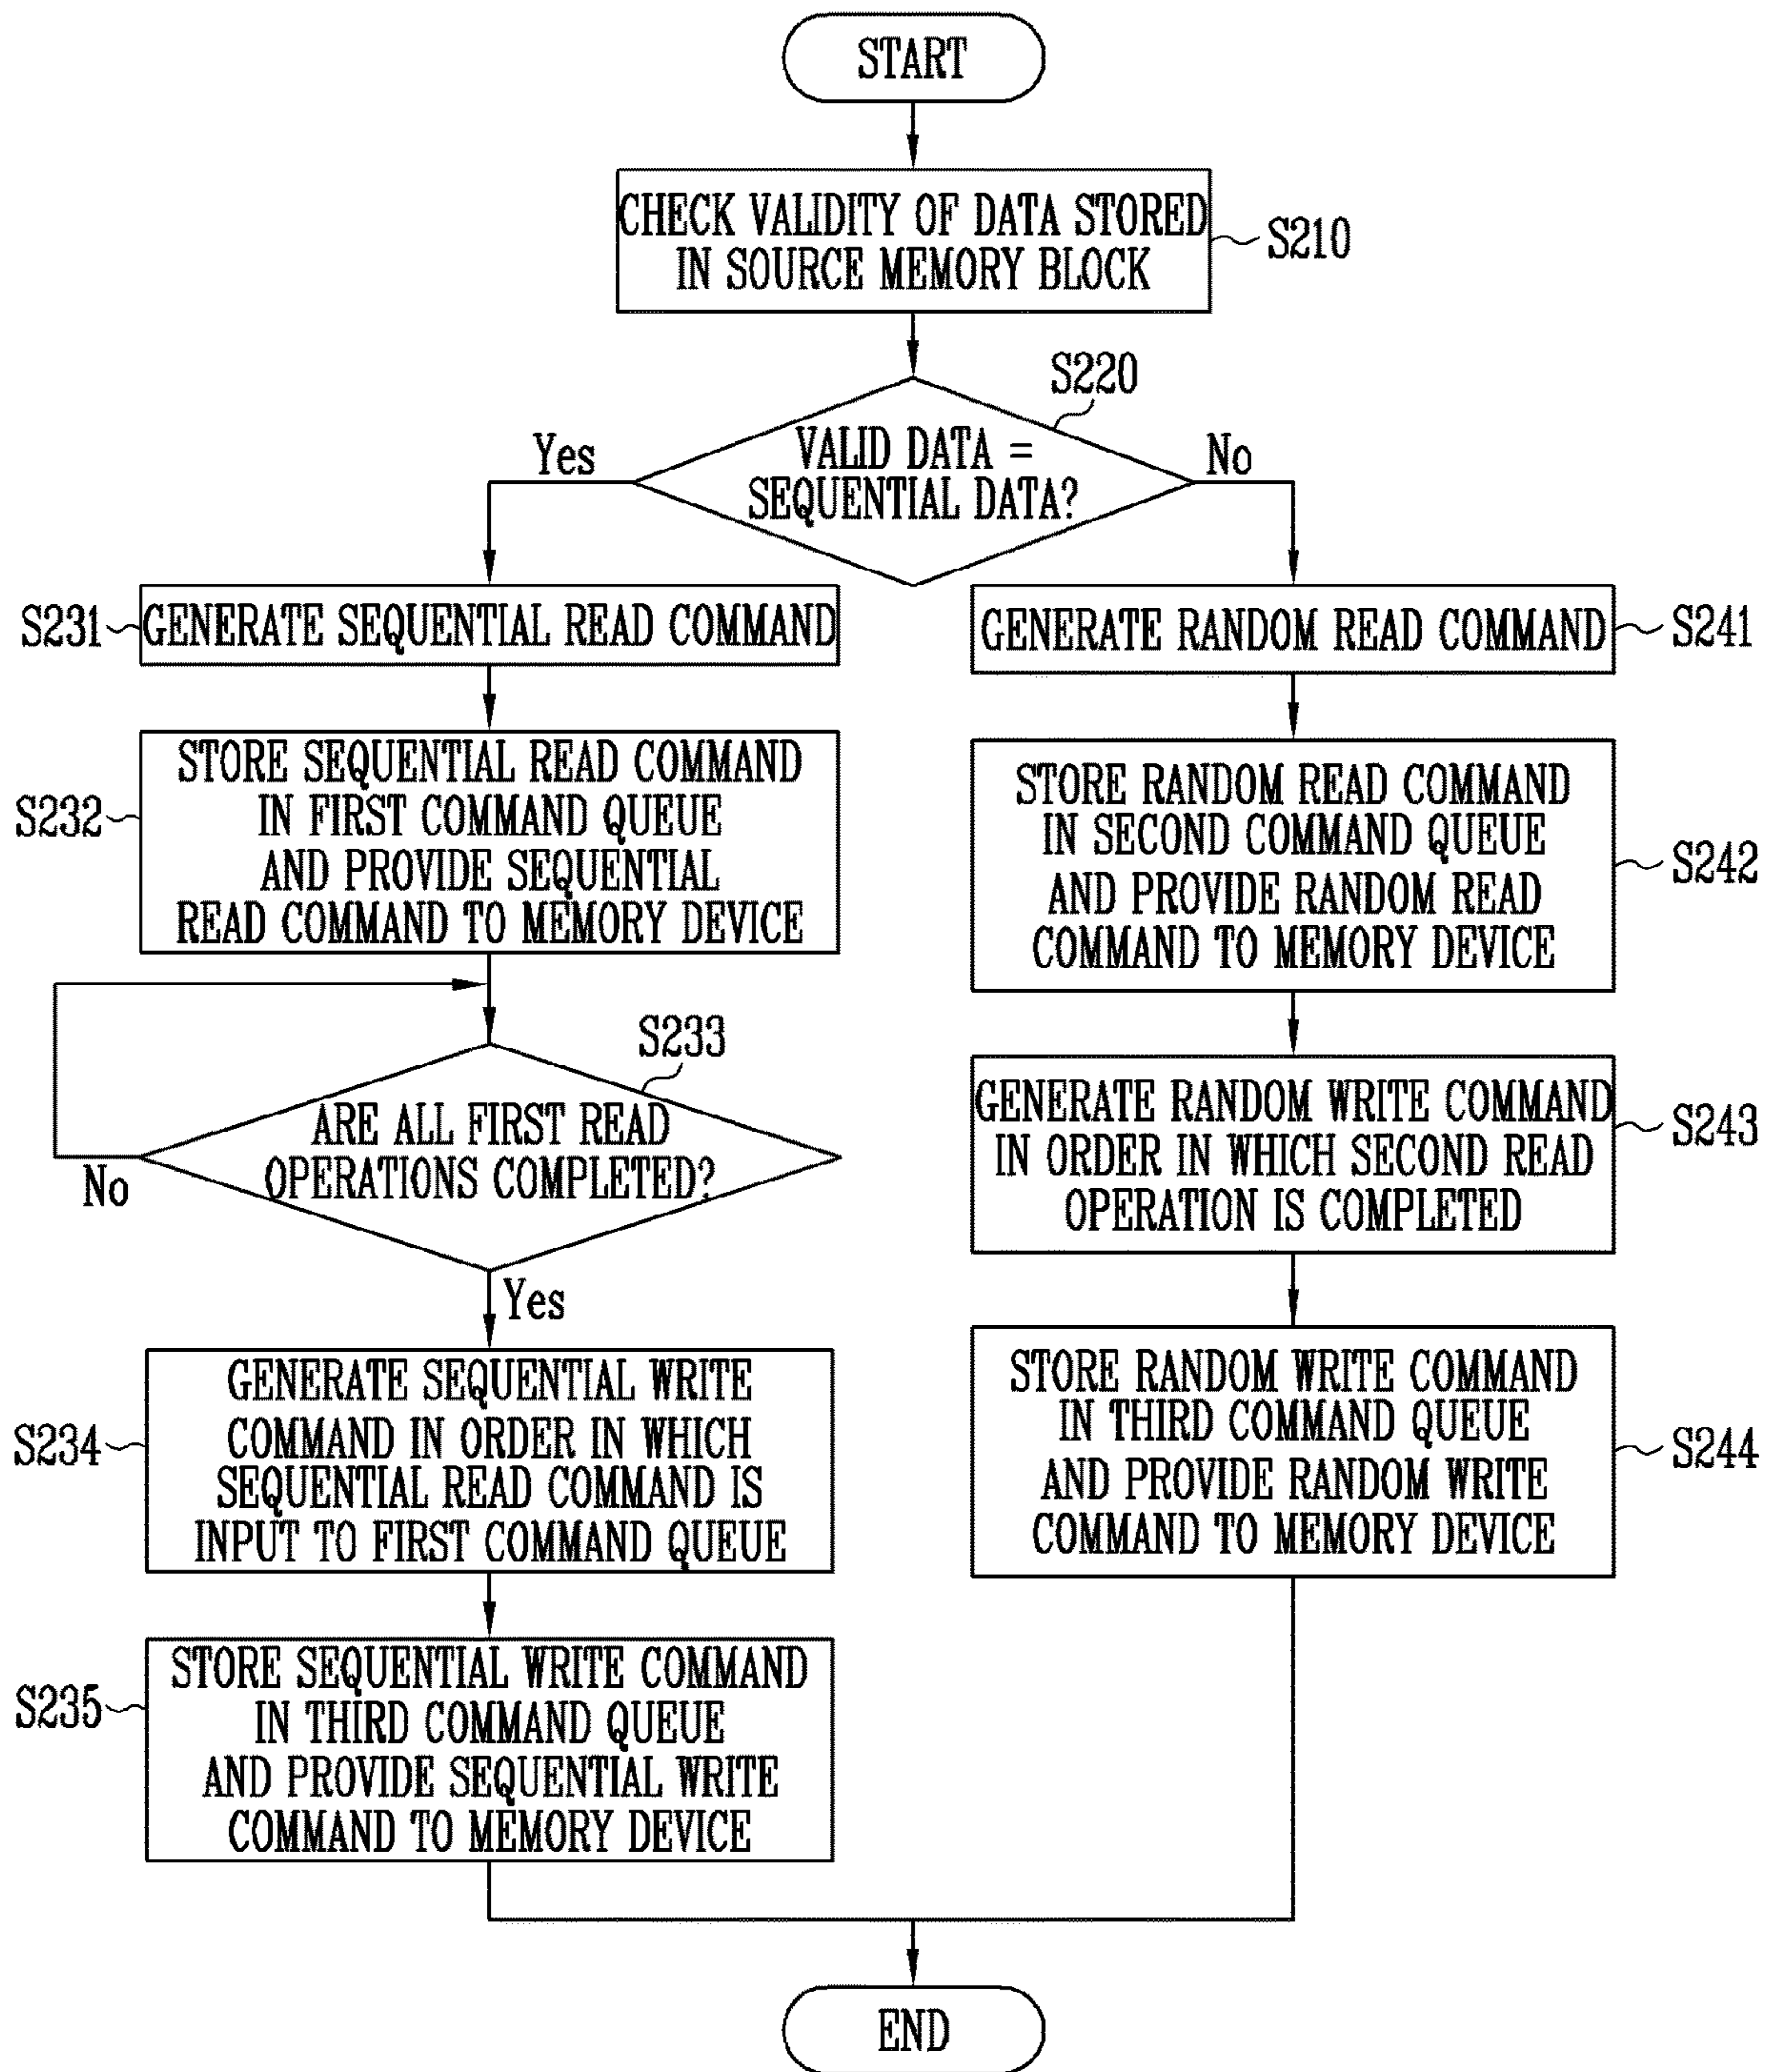 START
CHECK VALIDITY OF DATA STORED
IN SOURCE MEMORY BLOCK
S210
S220
VALID DATA =
SEQUENTIAL DATA?
Yes
No
S231
GENERATE SEQUENTIAL READ COMMAND
S232
STORE SEQUENTIAL READ COMMAND
IN FIRST COMMAND QUEUE
AND PROVIDE SEQUENTIAL
READ COMMAND TO MEMORY DEVICE
S233
ARE ALL FIRST READ
OPERATIONS COMPLETED?
No
Yes
S234
GENERATE SEQUENTIAL WRITE
COMMAND IN ORDER IN WHICH
SEQUENTIAL READ COMMAND IS
INPUT TO FIRST COMMAND QUEUE
S235
STORE SEQUENTIAL WRITE COMMAND
IN THIRD COMMAND QUEUE
AND PROVIDE SEQUENTIAL WRITE
COMMAND TO MEMORY DEVICE
GENERATE RANDOM READ COMMAND
S241
STORE RANDOM READ COMMAND
IN SECOND COMMAND QUEUE
AND PROVIDE RANDOM READ
COMMAND TO MEMORY DEVICE
S242
GENERATE RANDOM WRITE COMMAND
IN ORDER IN WHICH SECOND READ
OPERATION IS COMPLETED
S243
STORE RANDOM WRITE COMMAND
IN THIRD COMMAND QUEUE
AND PROVIDE RANDOM WRITE
COMMAND TO MEMORY DEVICE
S244
END